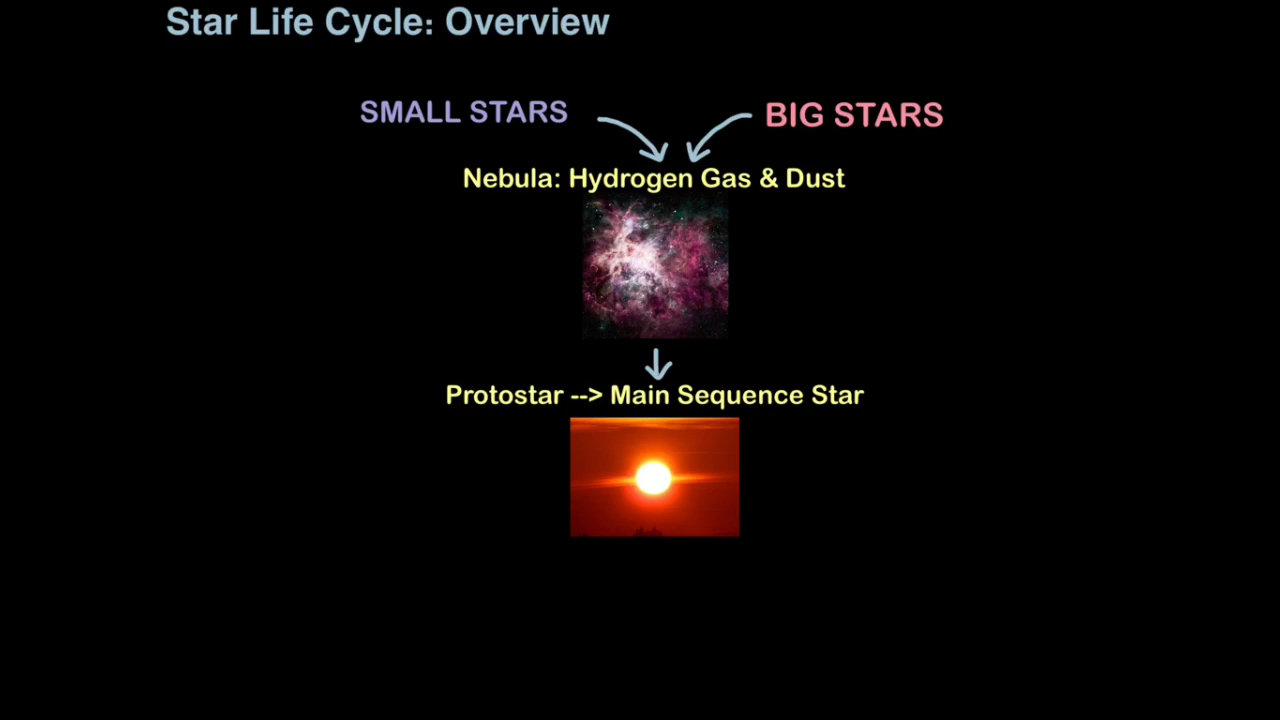 Star Life Cycle: Overview
SMALL STARS
BIG STARS
Nebula: Hydrogen Gas & Dust
Protostar --> Main Sequence Star